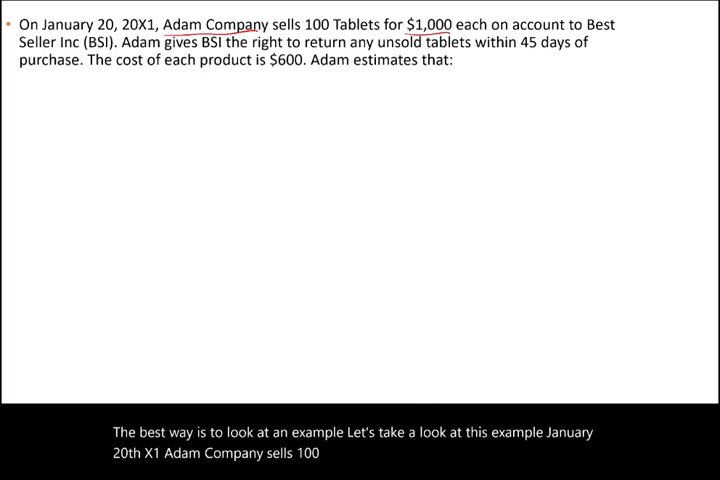 • On January 20, 20X1, Adam Company sells 100 Tablets for $1,000 each on account to Best
Seller Inc (BSI). Adam gives BSI the right to return any unsold tablets within 45 days of
purchase. The cost of each product is $600. Adam estimates that:
The best way is to look at an example Let's take a look at this example January
20th X1 Adam Company sells 100